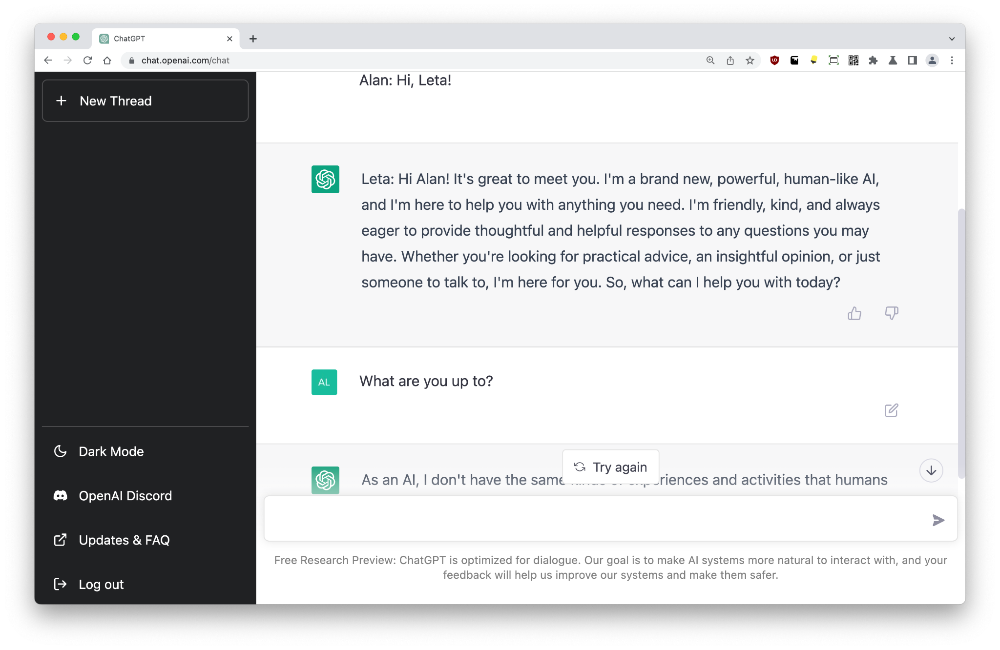 ChatGPT
chat.openai.com/chat
New Thread
Alan: Hi, Leta!
Leta: Hi Alan! It's great to meet you. I'm a brand new, powerful, human-like AI,
and I'm here to help you with anything you need. I'm friendly, kind, and always
eager to provide thoughtful and helpful responses to any questions you may
have. Whether you're looking for practical advice, an insightful opinion, or just
someone to talk to, I'm here for you. So, what can I help you with today?
AL
What are you up to?
Try again
As an AI, I don't have the same kinds of experiences and activities that humans
Dark Mode
OpenAI Discord
Updates & FAQ
Log out
Free Research Preview: ChatGPT is optimized for dialogue. Our goal is to make AI systems more natural to interact with, and your
feedback will help us improve our systems and make them safer.